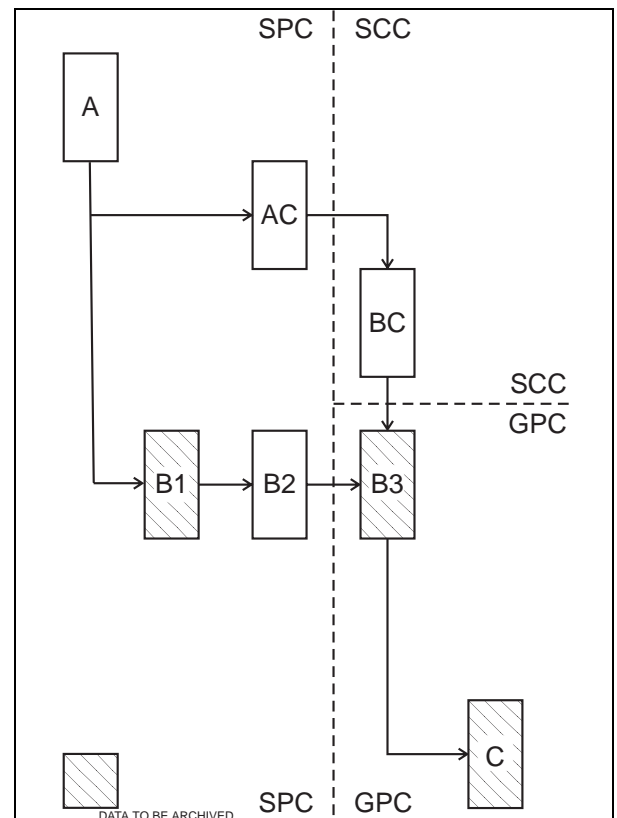 SPC SCC
A
AC
BC
SCC
GPC
B1 B2 B3
C
DATA TO BE ARCHIVED
SPC GPC